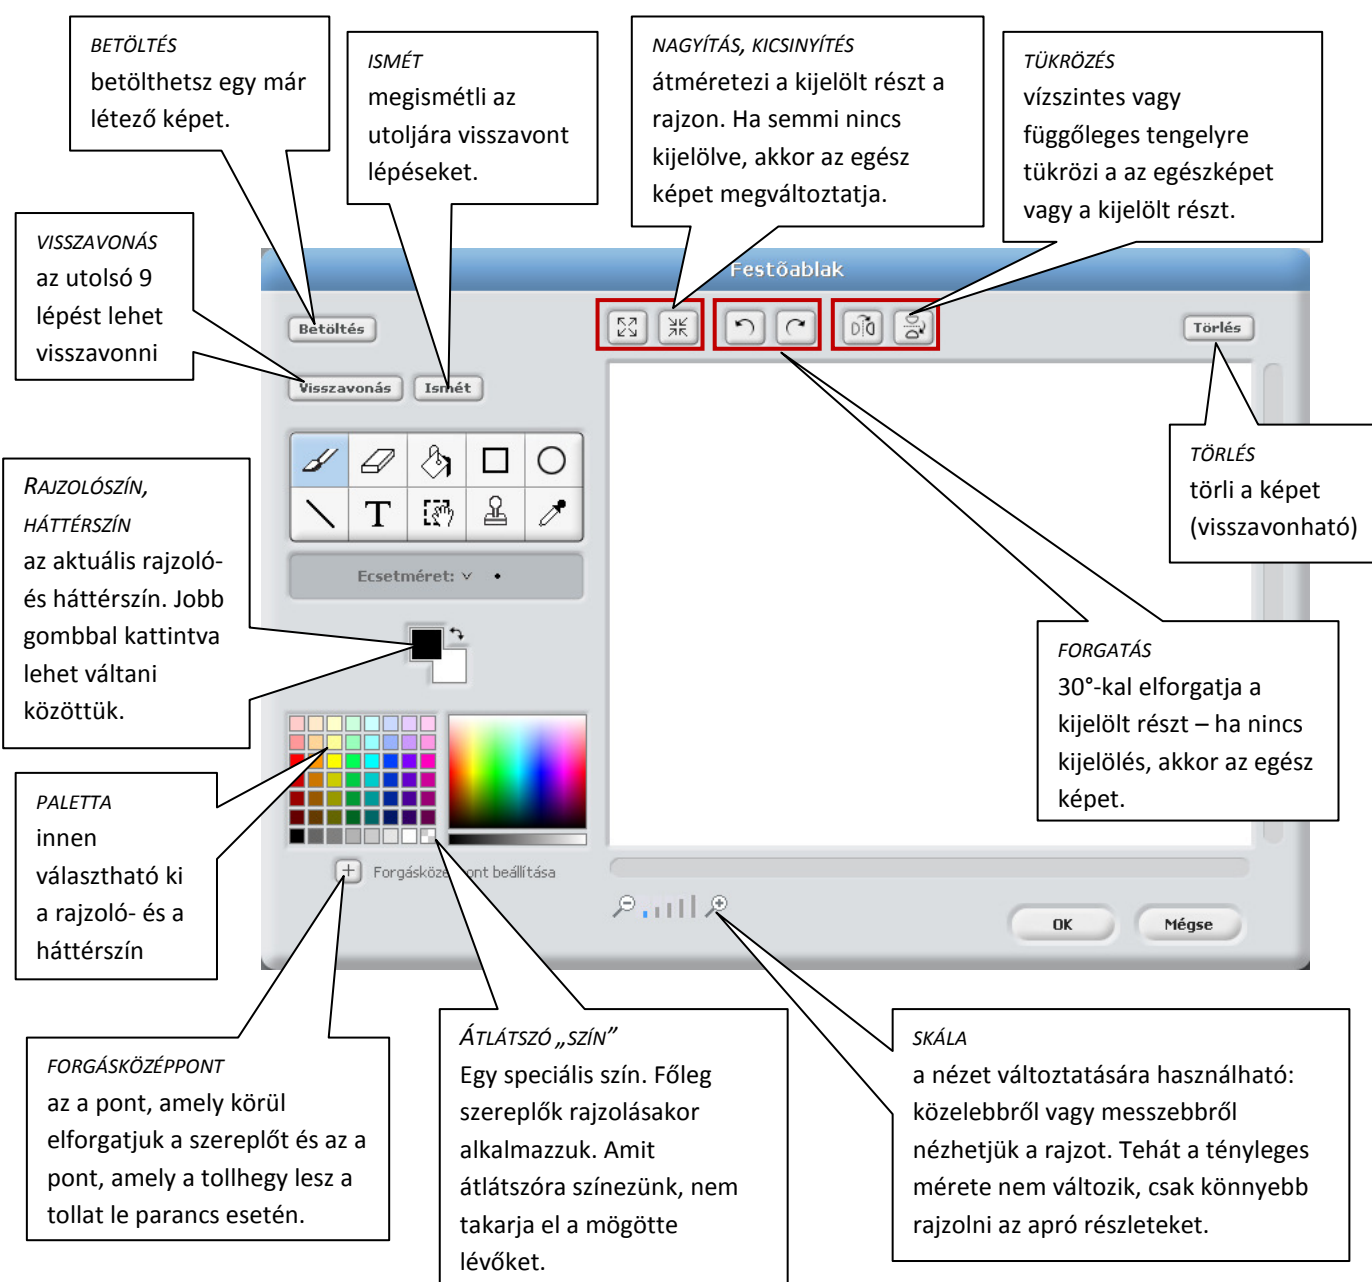 BETÖLTÉS
betölthetsz egy már
létező képet.
ISMÉT
megismétli az
utoljára visszavont
lépéseket.
NAGYÍTÁS, KICSINYÍTÉS
átméretezi a kijelölt részt a
rajzon. Ha semmi nincs
kijelölve, akkor az egész
képet megváltoztatja.
TÜKRÖZÉS
vízszintes vagy
függőleges tengelyre
tükrözi a az egészképet
vagy a kijelölt részt.
VISSZAVONÁS
az utolsó 9
lépést lehet
visszavonni
Festõablak
Betöltés
Törlés
Visszavonás
Ismét
T
Ecsetméret:
RAJZOLÓSZÍN,
HÁTTÉRSZÍN
az aktuális rajzoló-
és háttérszín. Jobb
gombbal kattintva
lehet váltani
közöttük.
TÖRLÉS
törli a képet
(visszavonható)
FORGATÁS
30°-kal elforgatja a
kijelölt részt – ha nincs
kijelölés, akkor az egész
képet.
PALETTA
innen
választható ki
a rajzoló- és a
háttérszín
Forgásközéppont beállítása
OK
Mégse
FORGÁSKÖZÉPPONT
az a pont, amely körül
elforgatjuk a szereplőt és az a
pont, amely a tollhegy lesz a
tollat le parancs esetén.
ÁTLÁTSZÓ „SZÍN”
Egy speciális szín. Főleg
szereplők rajzolásakor
alkalmazzuk. Amit
átlátszóra színezünk, nem
takarja el a mögötte
lévőket.
SKÁLA
a nézet változtatására használható:
közelebbről vagy messzebbről
nézhetjük a rajzot. Tehát a tényleges
mérete nem változik, csak könnyebb
rajzolni az apró részleteket.